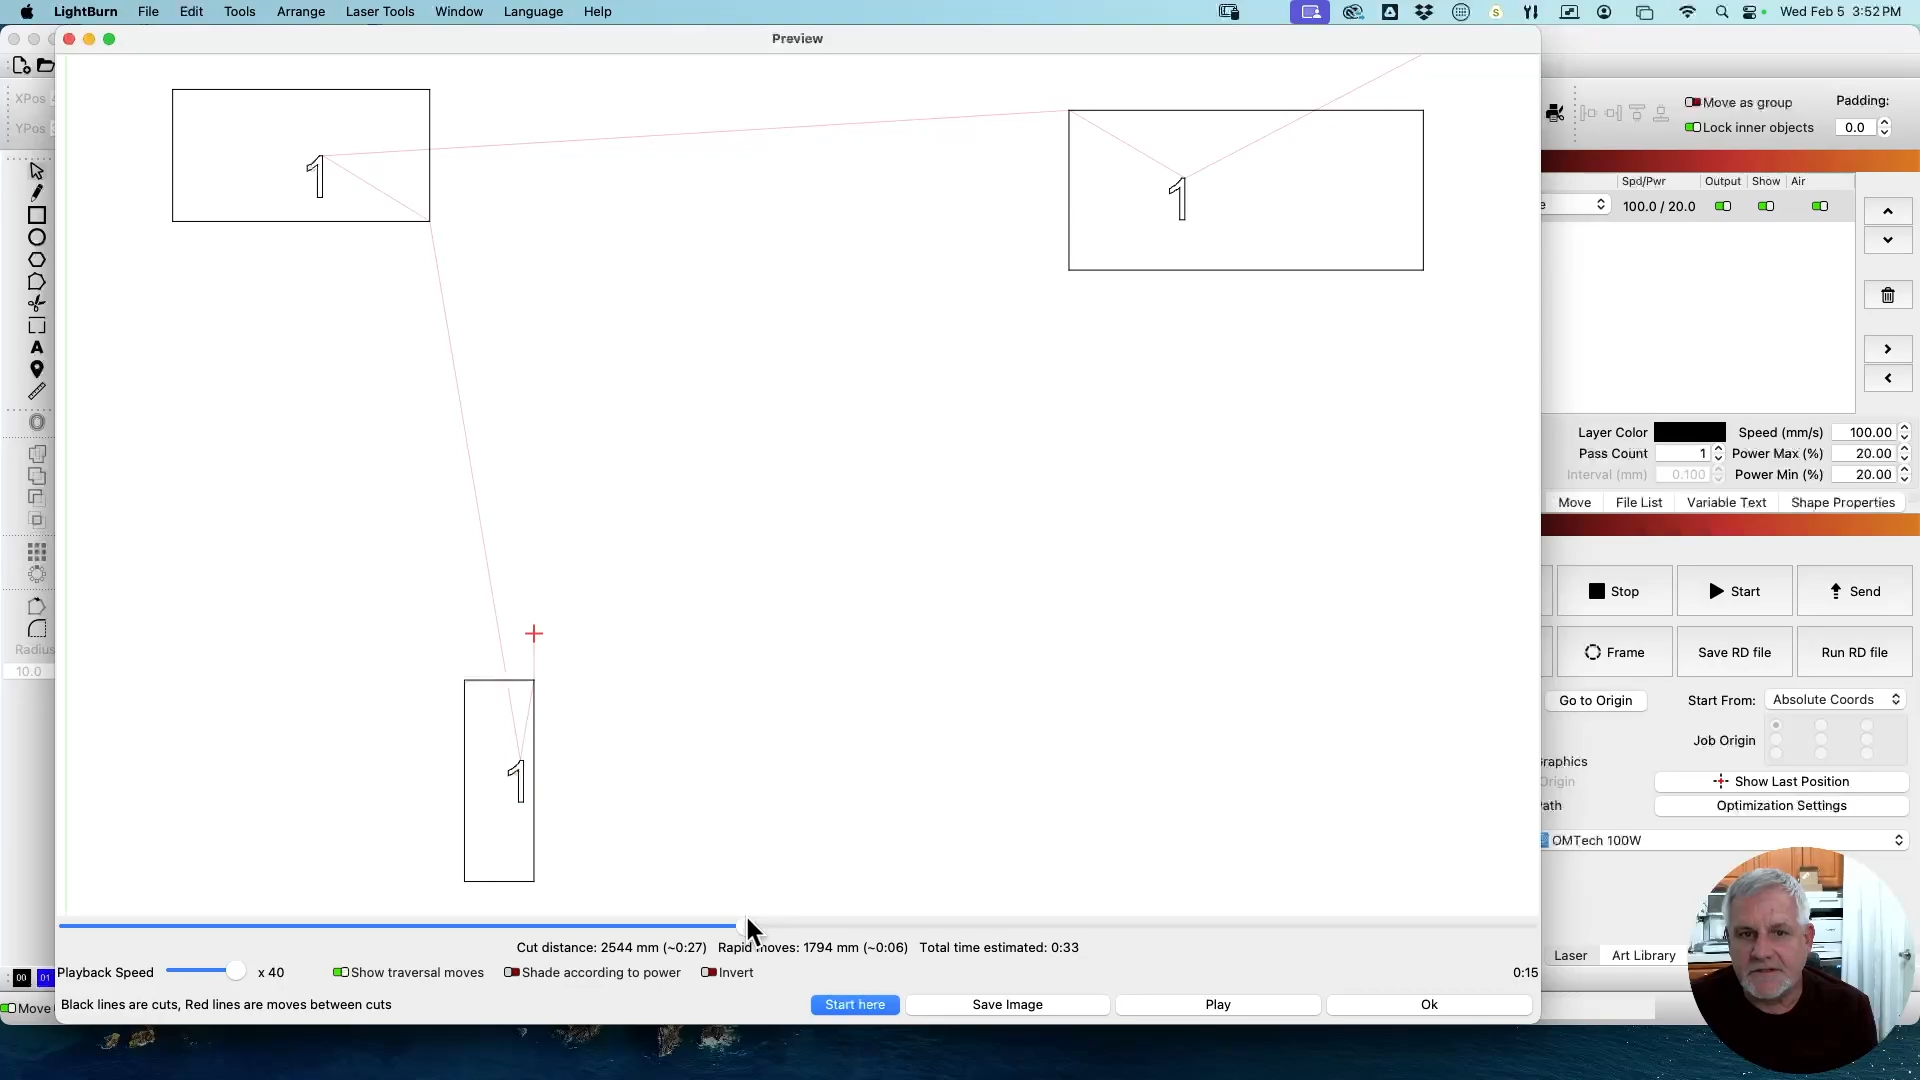 LightBurn File Edit Tools Arrange Laser Tools Window Language Help
Wed Feb 5 3:52 PM
Preview
XPos
YPos
Move as group
Padding:
Lock inner objects
0.0
Spd/Pwr Output Show Air
100.0 / 20.0
1
1
1
Layer Color
Speed (mm/s) 100.00
Pass Count 1
Power Max (%) 20.00
Interval (mm) 0.100
Power Min (%) 20.00
Move File List Variable Text Shape Properties
Radius
10.0
Stop Start Send
Frame Save RD file Run RD file
Go to Origin
Start From: Absolute Coords
Job Origin
raphics
Origin
Show Last Position
ath
Optimization Settings
OMTech 100W
Laser Art Library
Cut distance: 2544 mm (~0:27) Rapid moves: 1794 mm (~0:06) Total time estimated: 0:33
00 01
Playback Speed x 40
Show traversal moves
Shade according to power
Invert
0:15
Move
Black lines are cuts, Red lines are moves between cuts
Start here Save Image Play Ok